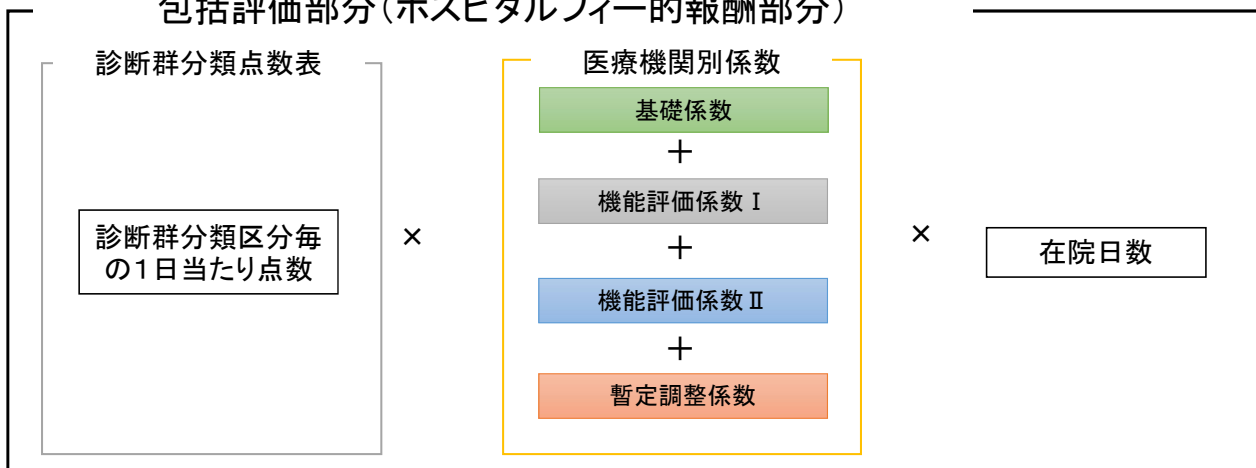 包括評価部分（ホスピタルフィー的報酬部分）
診断群分類点数表
医療機関別係数
診断群分類区分毎
の１日当たり点数
×
基礎係数
＋
機能評価係数Ⅰ
＋
機能評価係数Ⅱ
＋
暫定調整係数
×
在院日数